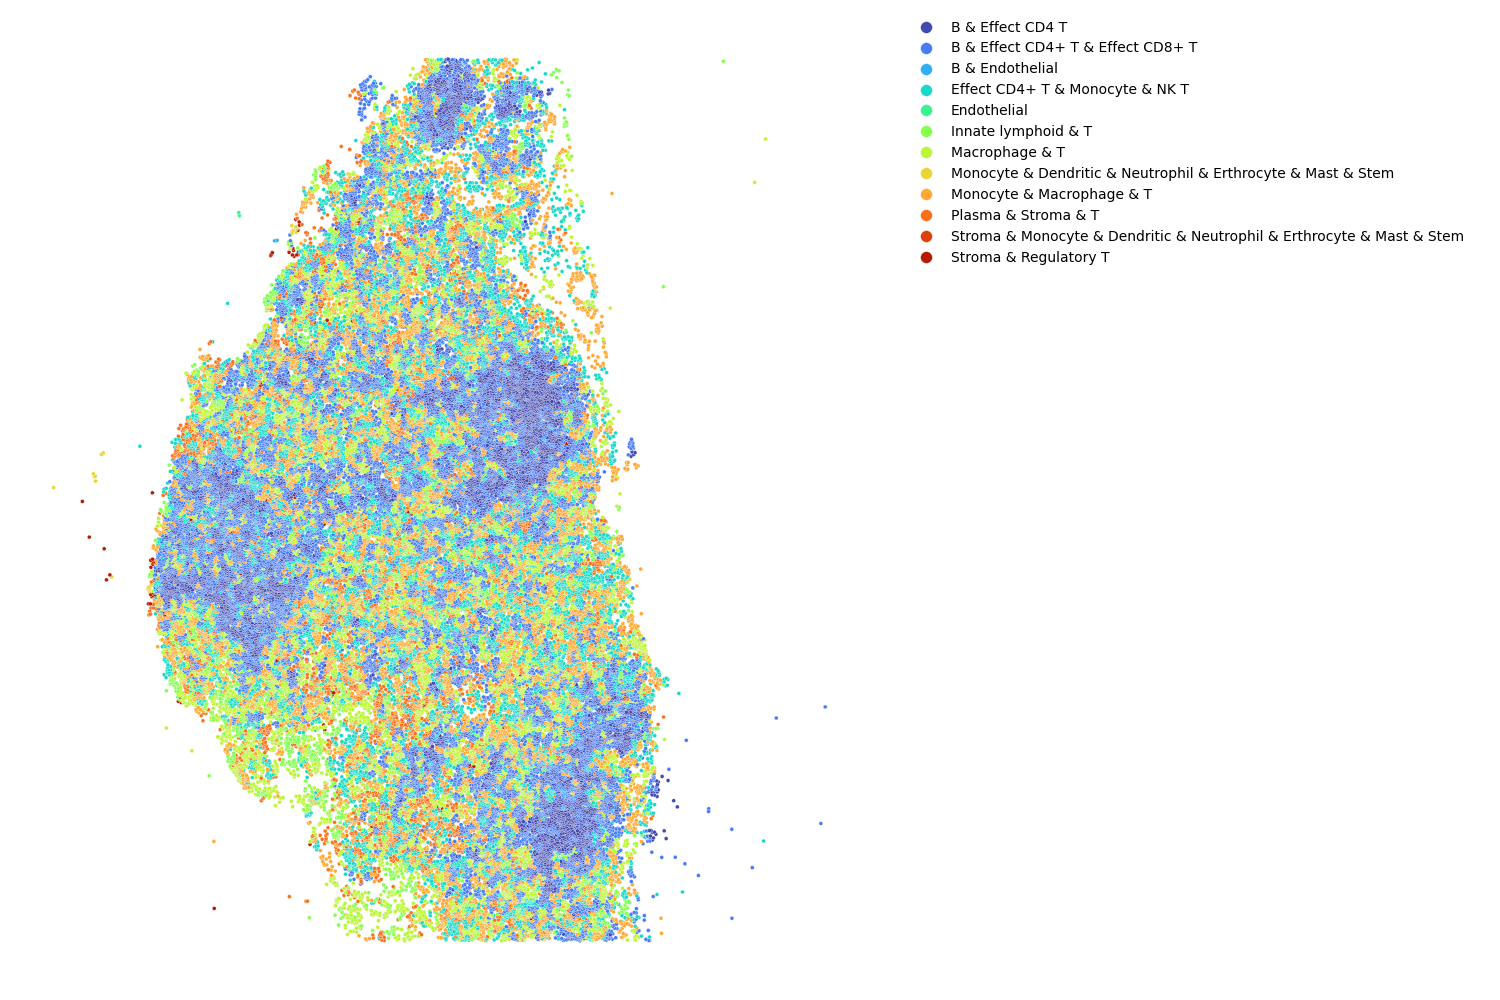 B & Effect CD4 T
B & Effect CD4+ T & Effect CD8+ T
B & Endothelial
Effect CD4+ T & Monocyte & NK T
Endothelial
Innate lymphoid & T
Macrophage & T
Monocyte & Dendritic & Neutrophil & Erthrocyte & Mast & Stem
Monocyte & Macrophage & T
Plasma & Stroma & T
Stroma & Monocyte & Dendritic & Neutrophil & Erthrocyte & Mast & Stem
Stroma & Regulatory T